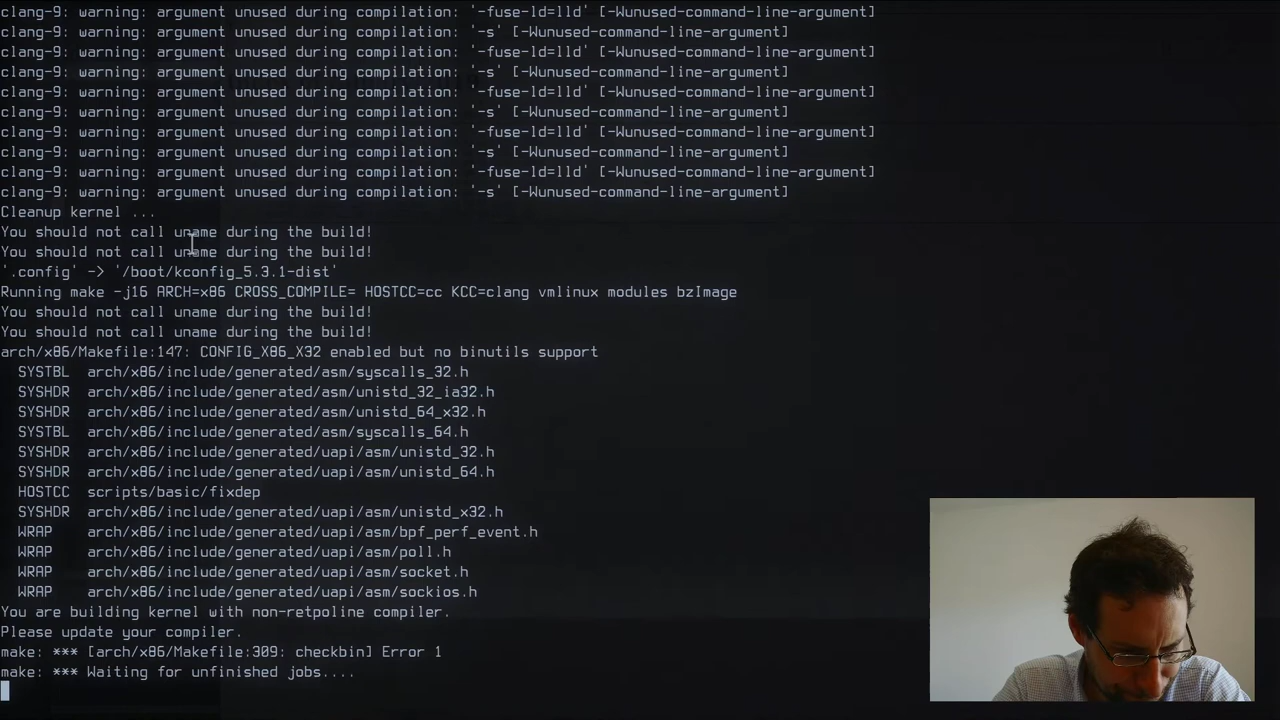 clang-9: warning: argument unused during compilation: '-fuse-ld=lld' [-Wunused-command-line-argument]
clang-9: warning: argument unused during compilation: '-s' [-Wunused-command-line-argument]
clang-9: warning: argument unused during compilation: '-fuse-ld=lld' [-Wunused-command-line-argument]
clang-9: warning: argument unused during compilation: '-s' [-Wunused-command-line-argument]
clang-9: warning: argument unused during compilation: '-fuse-ld=lld' [-Wunused-command-line-argument]
clang-9: warning: argument unused during compilation: '-s' [-Wunused-command-line-argument]
clang-9: warning: argument unused during compilation: '-fuse-ld=lld' [-Wunused-command-line-argument]
clang-9: warning: argument unused during compilation: '-s' [-Wunused-command-line-argument]
clang-9: warning: argument unused during compilation: '-fuse-ld=lld' [-Wunused-command-line-argument]
clang-9: warning: argument unused during compilation: '-s' [-Wunused-command-line-argument]
Cleanup kernel ...
You should not call uname during the build!
You should not call uname during the build!
'.config' -> '/boot/kconfig_5.3.1-dist'
Running make -j16 ARCH=x86 CROSS_COMPILE= HOSTCC=cc KCC=clang vmlinux modules bzImage
You should not call uname during the build!
You should not call uname during the build!
arch/x86/Makefile:147: CONFIG_X86_X32 enabled but no binutils support
SYSTBL arch/x86/include/generated/asm/syscalls_32.h
SYSHDR arch/x86/include/generated/asm/unistd_32_ia32.h
SYSHDR arch/x86/include/generated/asm/unistd_64_x32.h
SYSTBL arch/x86/include/generated/asm/syscalls_64.h
SYSHDR arch/x86/include/generated/uapi/asm/unistd_32.h
SYSHDR arch/x86/include/generated/uapi/asm/unistd_64.h
HOSTCC scripts/basic/fixdep
SYSHDR arch/x86/include/generated/uapi/asm/unistd_x32.h
WRAP arch/x86/include/generated/uapi/asm/bpf_perf_event.h
WRAP arch/x86/include/generated/uapi/asm/poll.h
WRAP arch/x86/include/generated/uapi/asm/socket.h
WRAP arch/x86/include/generated/uapi/asm/sockios.h
You are building kernel with non-retpoline compiler.
Please update your compiler.
make: *** [arch/x86/Makefile:309: checkbin] Error 1
make: *** Waiting for unfinished jobs....